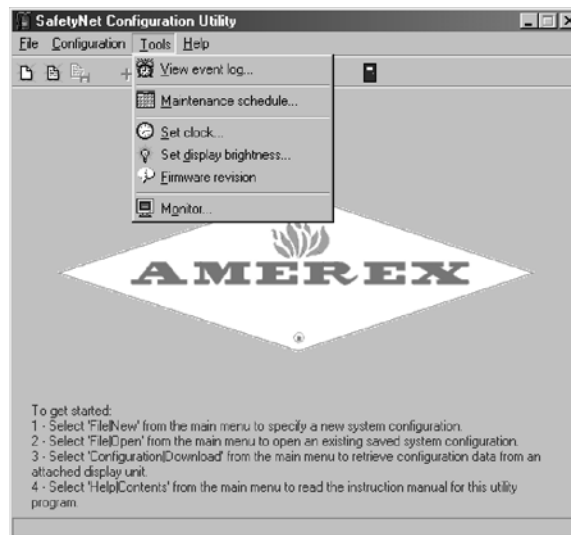 SafetyNet Configuration Utility
File Configuration Tools Help
View event log...
Maintenance schedule...
Set clock...
Set display brightness...
Firmware revision
Monitor...
AMEREX
To get started:
1 - Select 'File|New' from the main menu to specify a new system configuration.
2 - Select 'File|Open' from the main menu to open an existing saved system configuration.
3 - Select 'Configuration|Download' from the main menu to retrieve configuration data from an
attached display unit.
4 - Select 'Help|Contents' from the main menu to read the instruction manual for this utility
program.